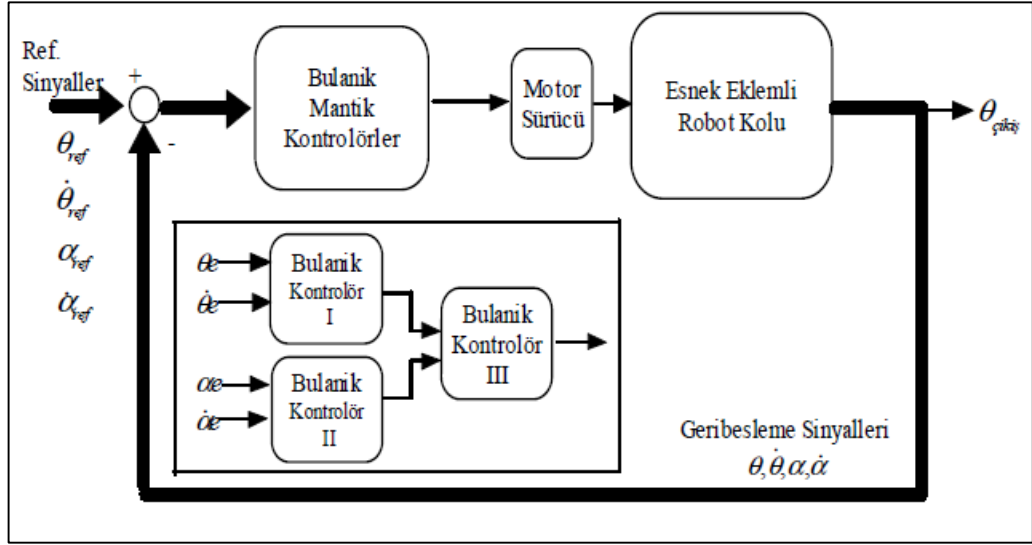 Ref.
Sinyaller
+
-
θref
θ̇ref
αref
α̇ref
Bulanik
Mantik
Kontrolörler
Motor
Sürücü
Esnek Eklemli
Robot Kolu
θçikiş
θe
θ̇e
Bulanik
Kontrolör
I
αe
α̇e
Bulanik
Kontrolör
II
Bulanik
Kontrolör
III
Geribesleme Sinyalleri
θ,θ̇,α,α̇